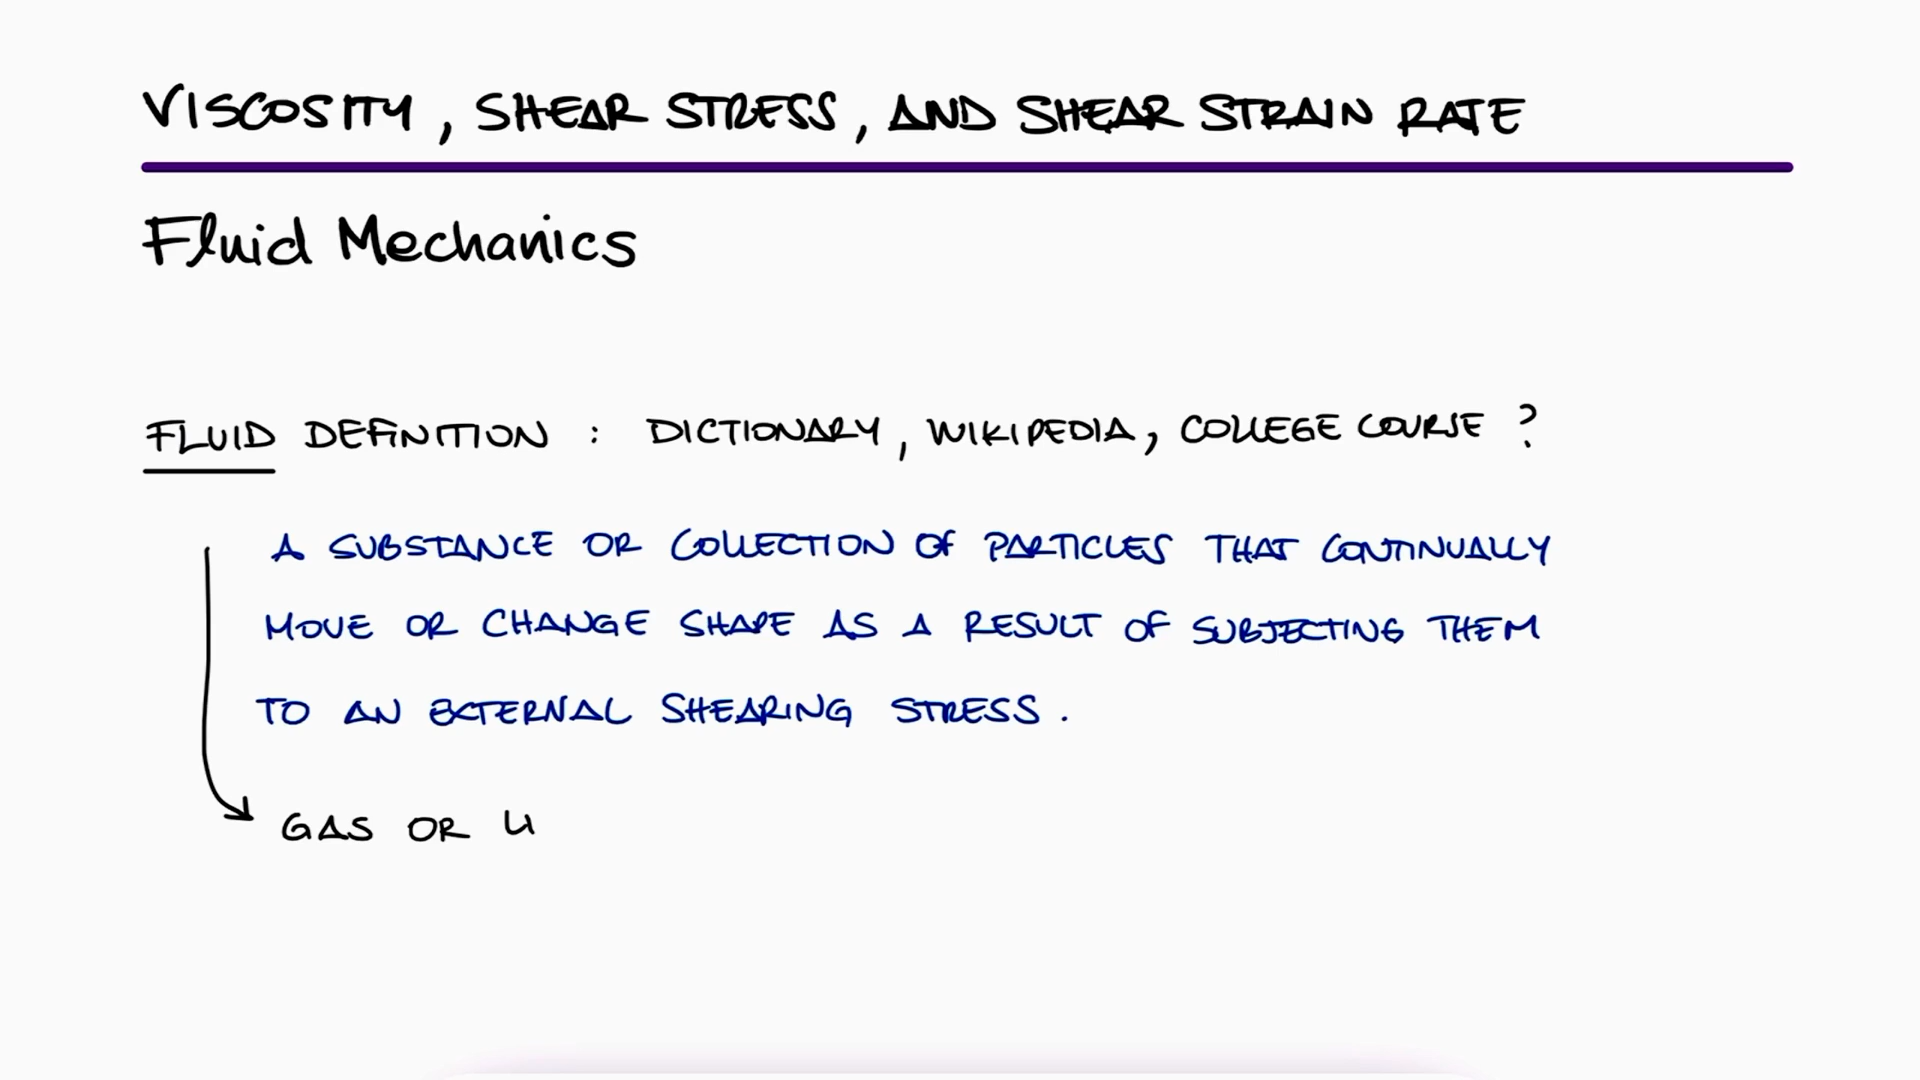 VISCOSITY, SHEAR STRESS, AND SHEAR STRAIN RATE
Fluid Mechanics
FLUID DEFINITION : DICTIONARY, WIKIPEDIA, COLLEGE COURSE ?
A SUBSTANCE OR COLLECTION OF PARTICLES THAT CONTINUALLY
MOVE OR CHANGE SHAPE AS A RESULT OF SUBJECTING THEM
TO AN EXTERNAL SHEARING STRESS.
GAS OR LI